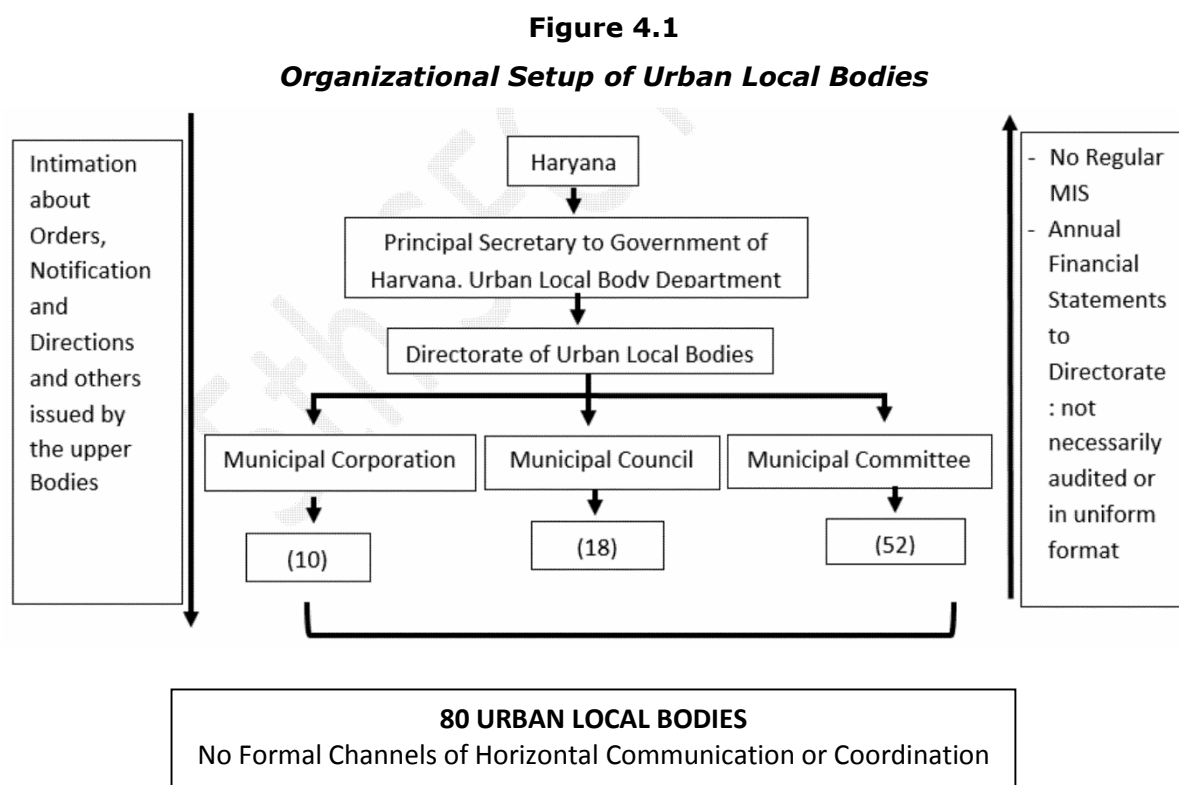 Figure 4.1
Organizational Setup of Urban Local Bodies
Intimation
about
Orders,
Notification
and
Directions
and others
issued by
the upper
Bodies
Haryana
Principal Secretary to Government of
Haryana. Urban Local Body Department
Directorate of Urban Local Bodies
Municipal Corporation
Municipal Council
Municipal Committee
(10)
(18)
(52)
- No Regular
MIS
- Annual
Financial
Statements
to
Directorate
: not
necessarily
audited or
in uniform
format
80 URBAN LOCAL BODIES
No Formal Channels of Horizontal Communication or Coordination